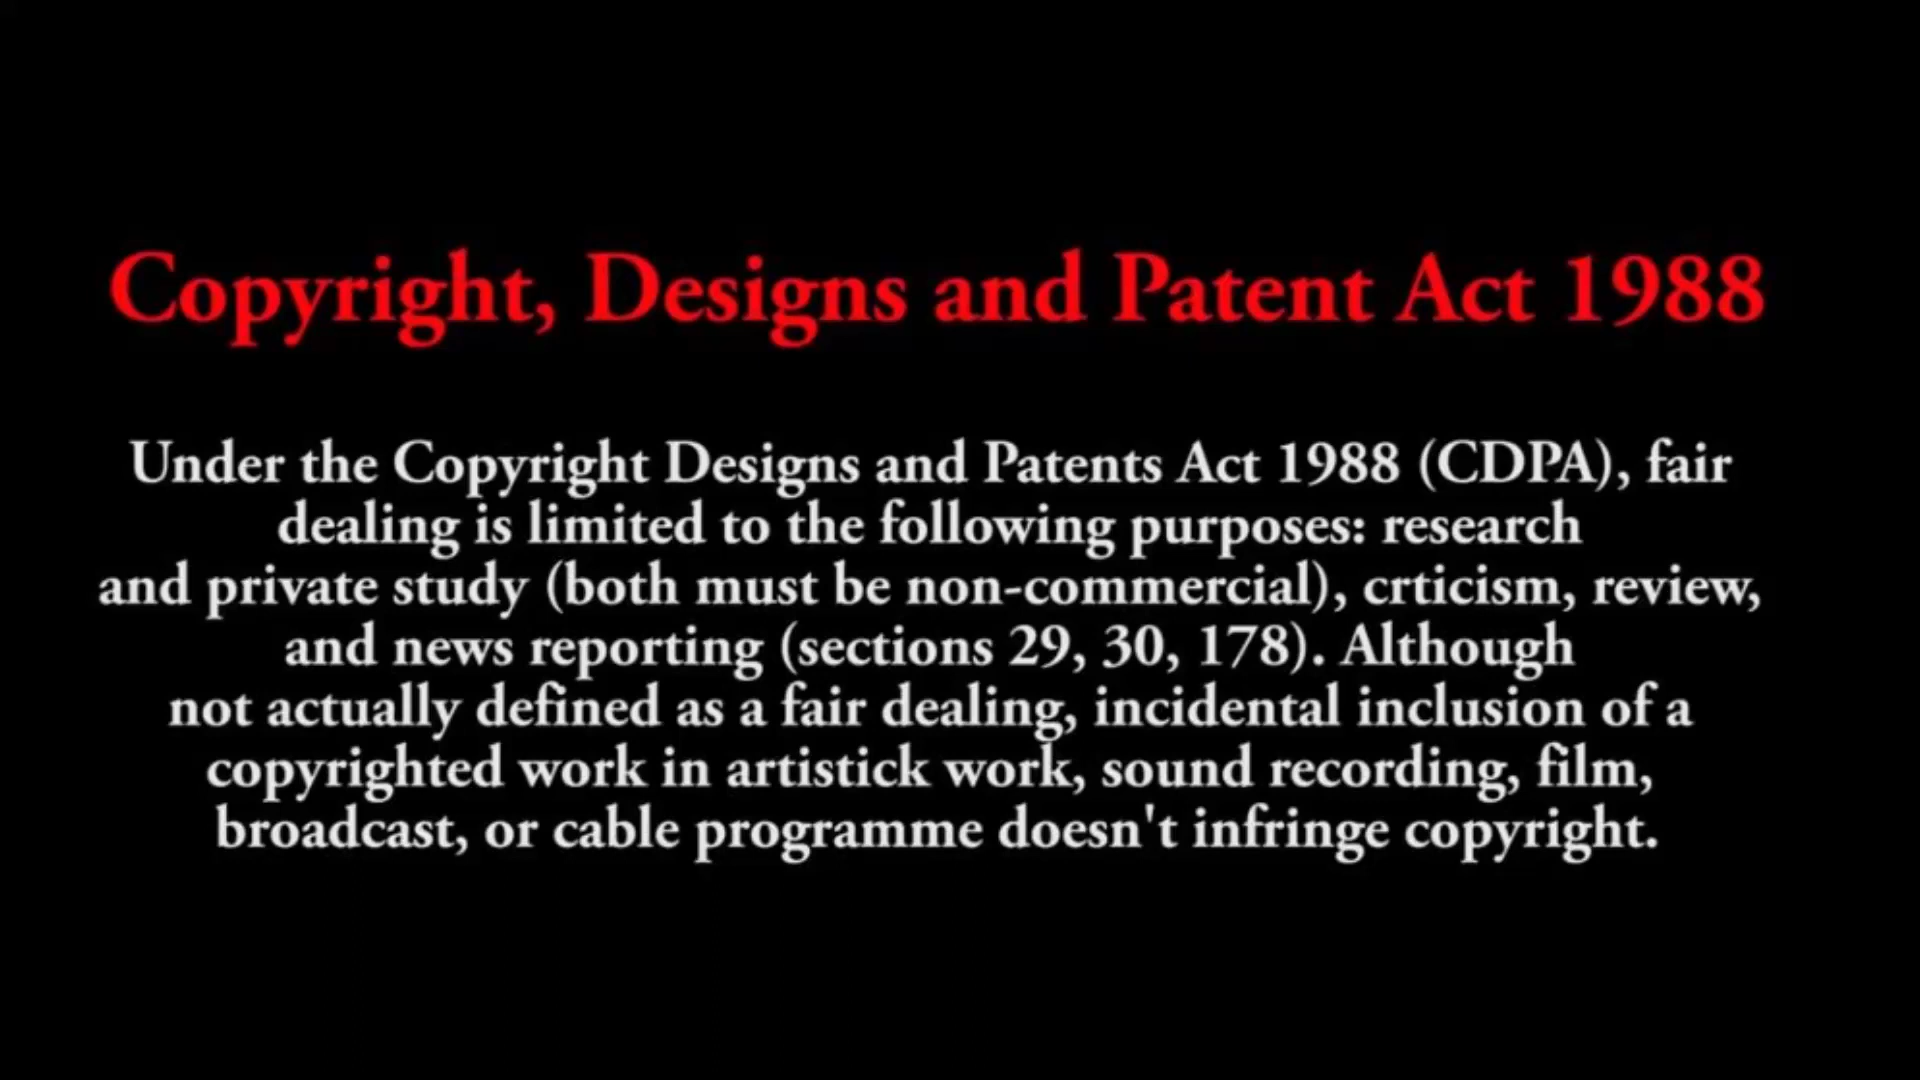 Copyright, Designs and Patent Act 1988
Under the Copyright Designs and Patents Act 1988 (CDPA), fair
dealing is limited to the following purposes: research
and private study (both must be non-commercial), crticism, review,
and news reporting (sections 29, 30, 178). Although
not actually defined as a fair dealing, incidental inclusion of a
copyrighted work in artistick work, sound recording, film,
broadcast, or cable programme doesn't infringe copyright.